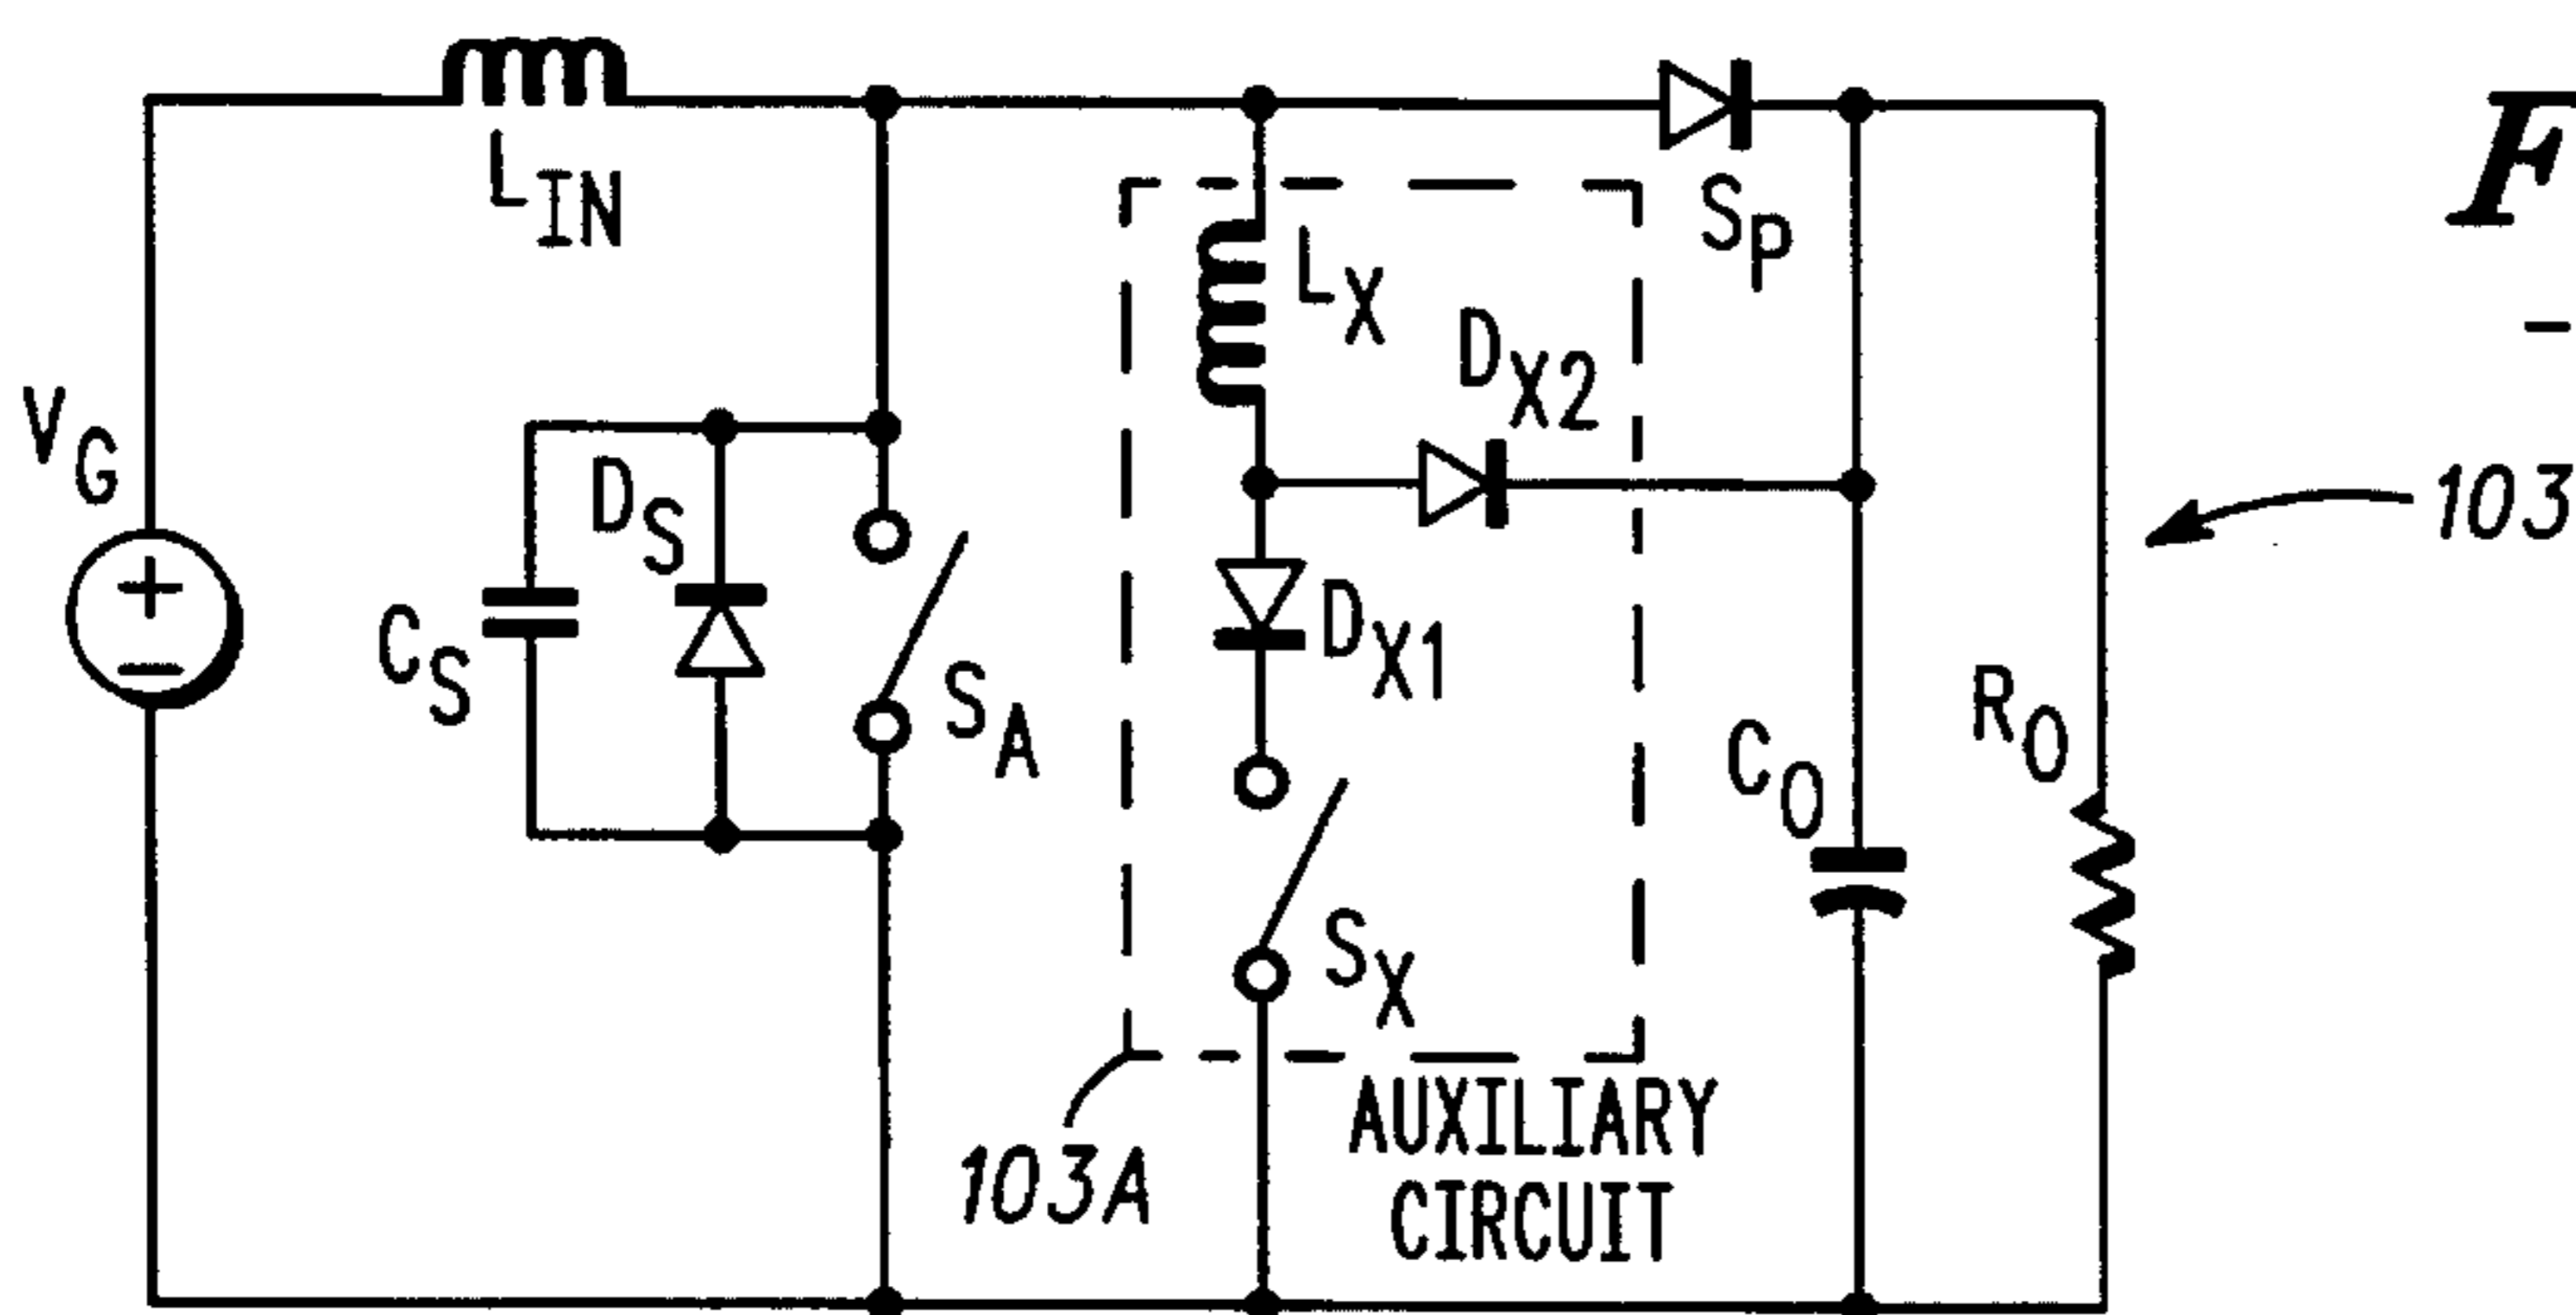 L_IN
F
S_P
L_X
D_X2
V_G
D_S
103
+
−
C_S
D_X1
S_A
R_O
C_O
S_X
103A
AUXILIARY
CIRCUIT